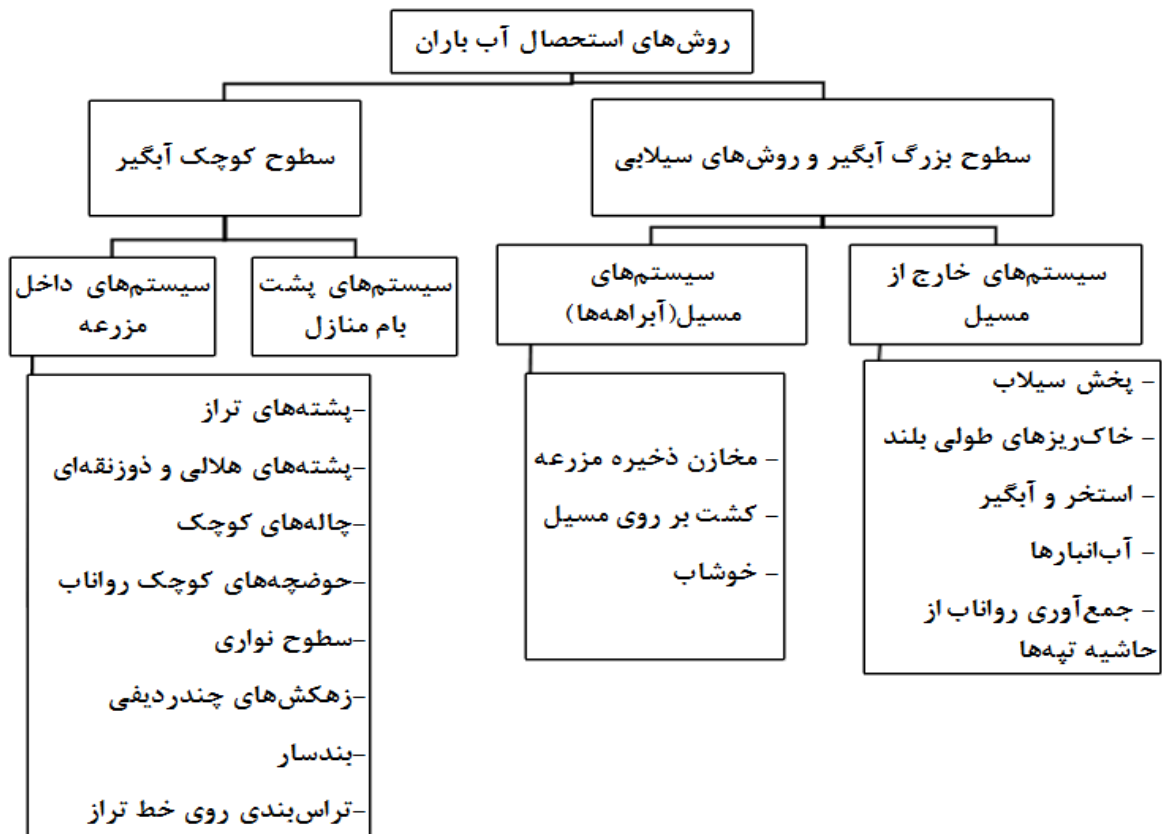 روش‌های استحصال آب باران
سطوح بزرگ آبگیر و روش‌های سیلابی
سطوح کوچک آبگیر
سیستم‌های خارج از
مسیل
سیستم‌های
مسیل(آبراهه‌ها)
سیستم‌های پشت
بام منازل
سیستم‌های داخل
مزرعه
- پخش سیلاب
- خاک‌ریزهای طولی بلند
- استخر و آبگیر
- آب‌انبارها
- جمع‌آوری رواناب از
حاشیه تپه‌ها
- مخازن ذخیره مزرعه
- کشت بر روی مسیل
- خوشاب
-پشته‌های تراز
-پشته‌های هلالی و ذوزنقه‌ای
-چاله‌های کوچک
-حوضچه‌های کوچک رواناب
-سطوح نواری
-زهکش‌های چندردیفی
-بندسار
-تراس‌بندی روی خط تراز